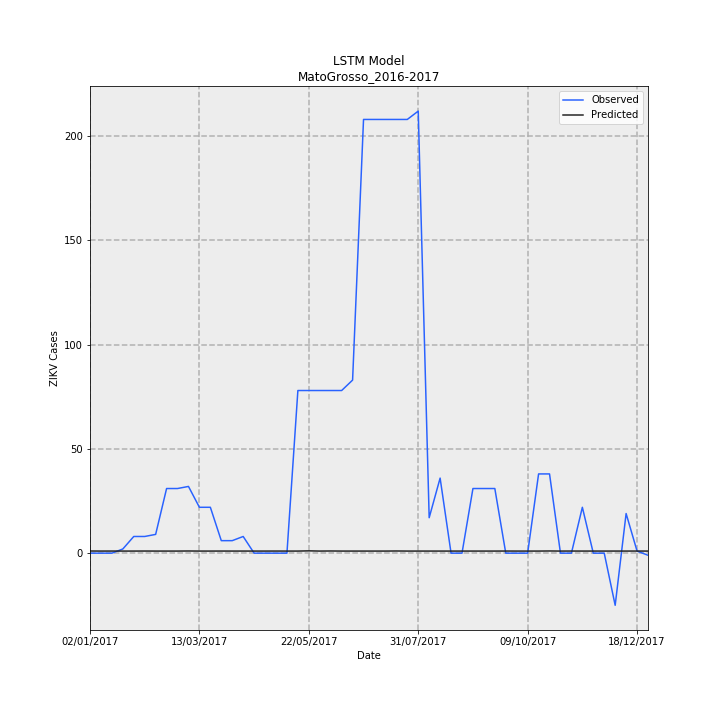 LSTM Model
MatoGrosso_2016-2017
Observed
Predicted
200
150
100
50
0
ZIKV Cases
02/01/2017
13/03/2017
22/05/2017
31/07/2017
09/10/2017
18/12/2017
Date